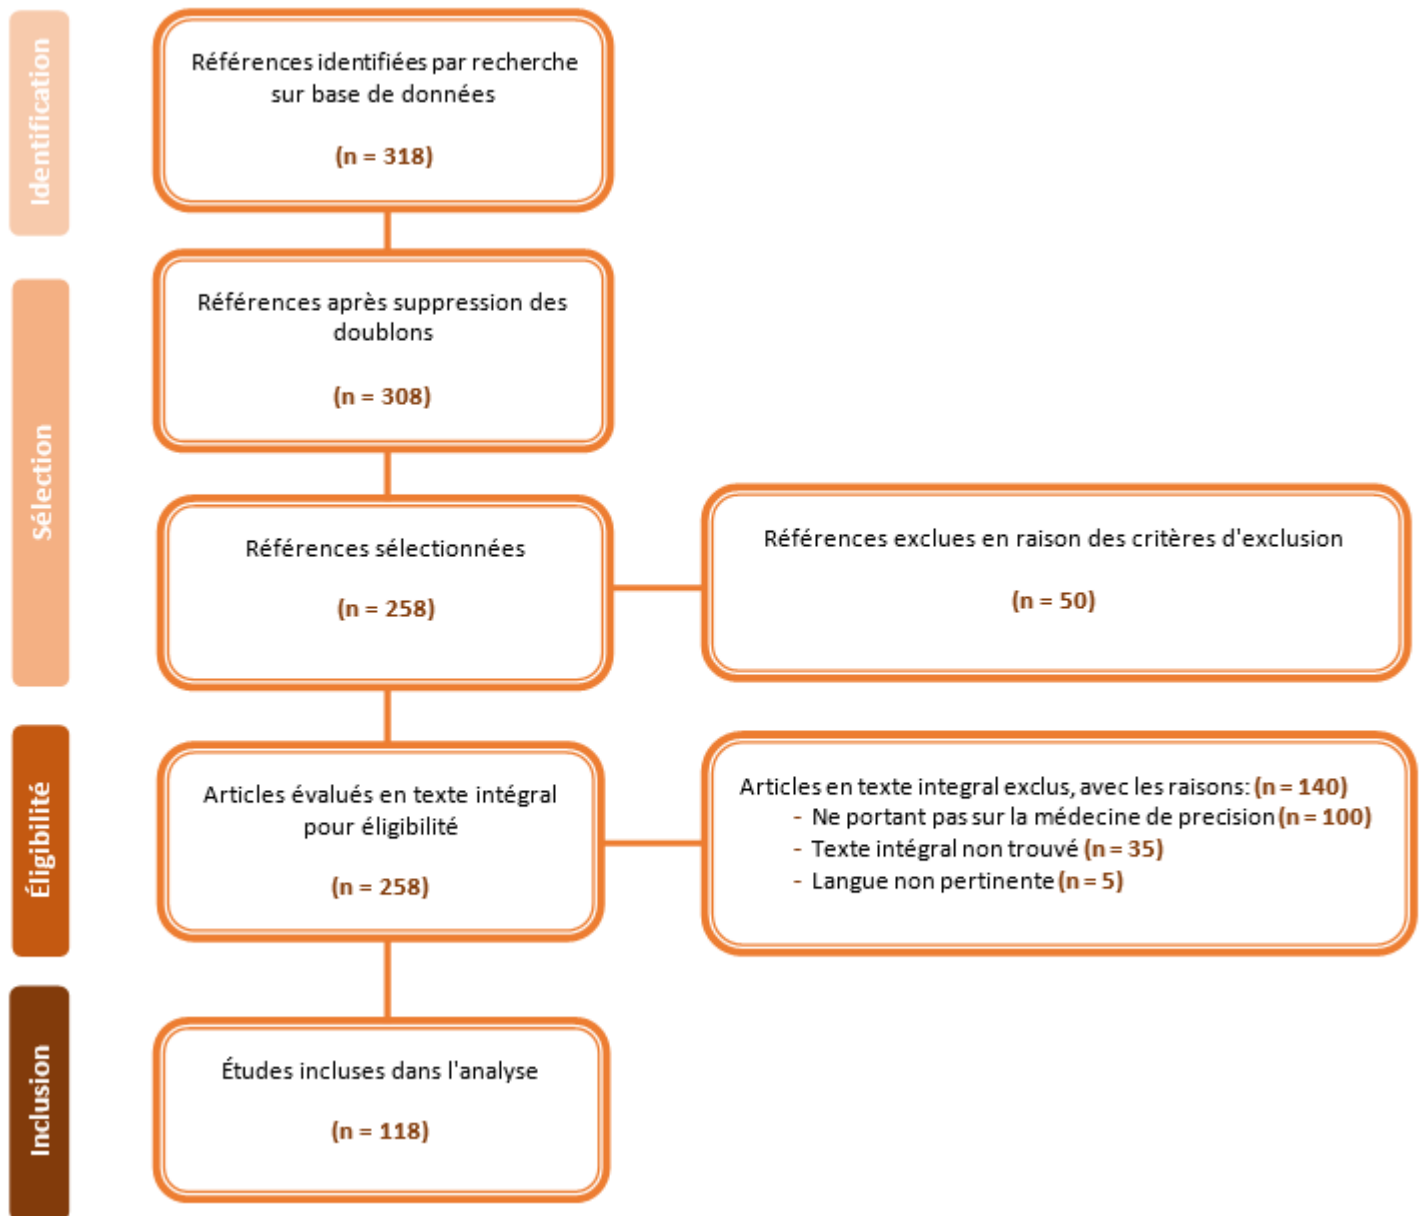 Identification
Références identifiées par recherche
sur base de données
(n = 318)
Sélection
Références après suppression des
doublons
(n = 308)
Références sélectionnées
(n = 258)
Références exclues en raison des critères d'exclusion
(n = 50)
Éligibilité
Articles évalués en texte intégral
pour éligibilité
(n = 258)
Articles en texte integral exclus, avec les raisons: (n = 140)
- Ne portant pas sur la médecine de precision (n = 100)
- Texte intégral non trouvé (n = 35)
- Langue non pertinente (n = 5)
Inclusion
Études incluses dans l'analyse
(n = 118)